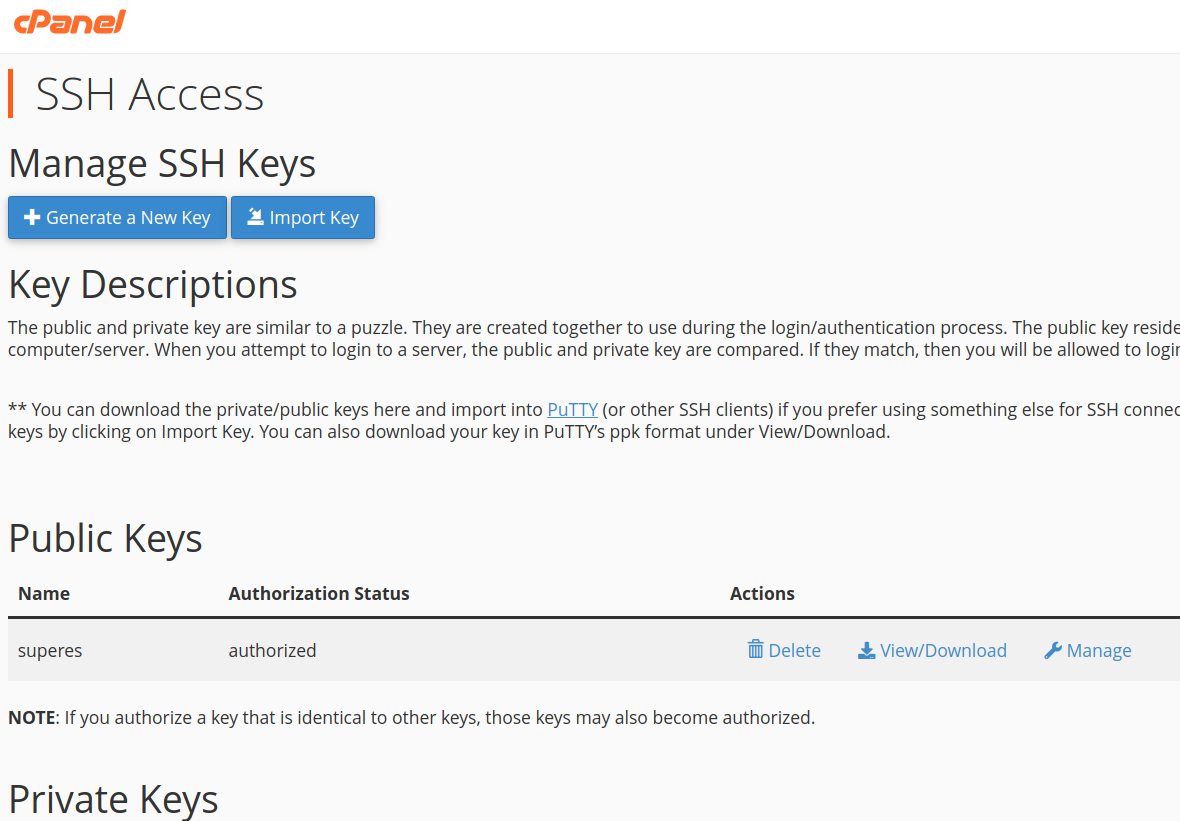 cPanel
SSH Access
Manage SSH Keys
Generate a New Key Import Key
Key Descriptions
The public and private key are similar to a puzzle. They are created together to use during the login/authentication process. The public key reside
computer/server. When you attempt to login to a server, the public and private key are compared. If they match, then you will be allowed to login
** You can download the private/public keys here and import into PuTTY (or other SSH clients) if you prefer using something else for SSH connec
keys by clicking on Import Key. You can also download your key in PuTTY’s ppk format under View/Download.
Public Keys
Name Authorization Status Actions
superes authorized Delete View/Download Manage
NOTE: If you authorize a key that is identical to other keys, those keys may also become authorized.
Private Keys